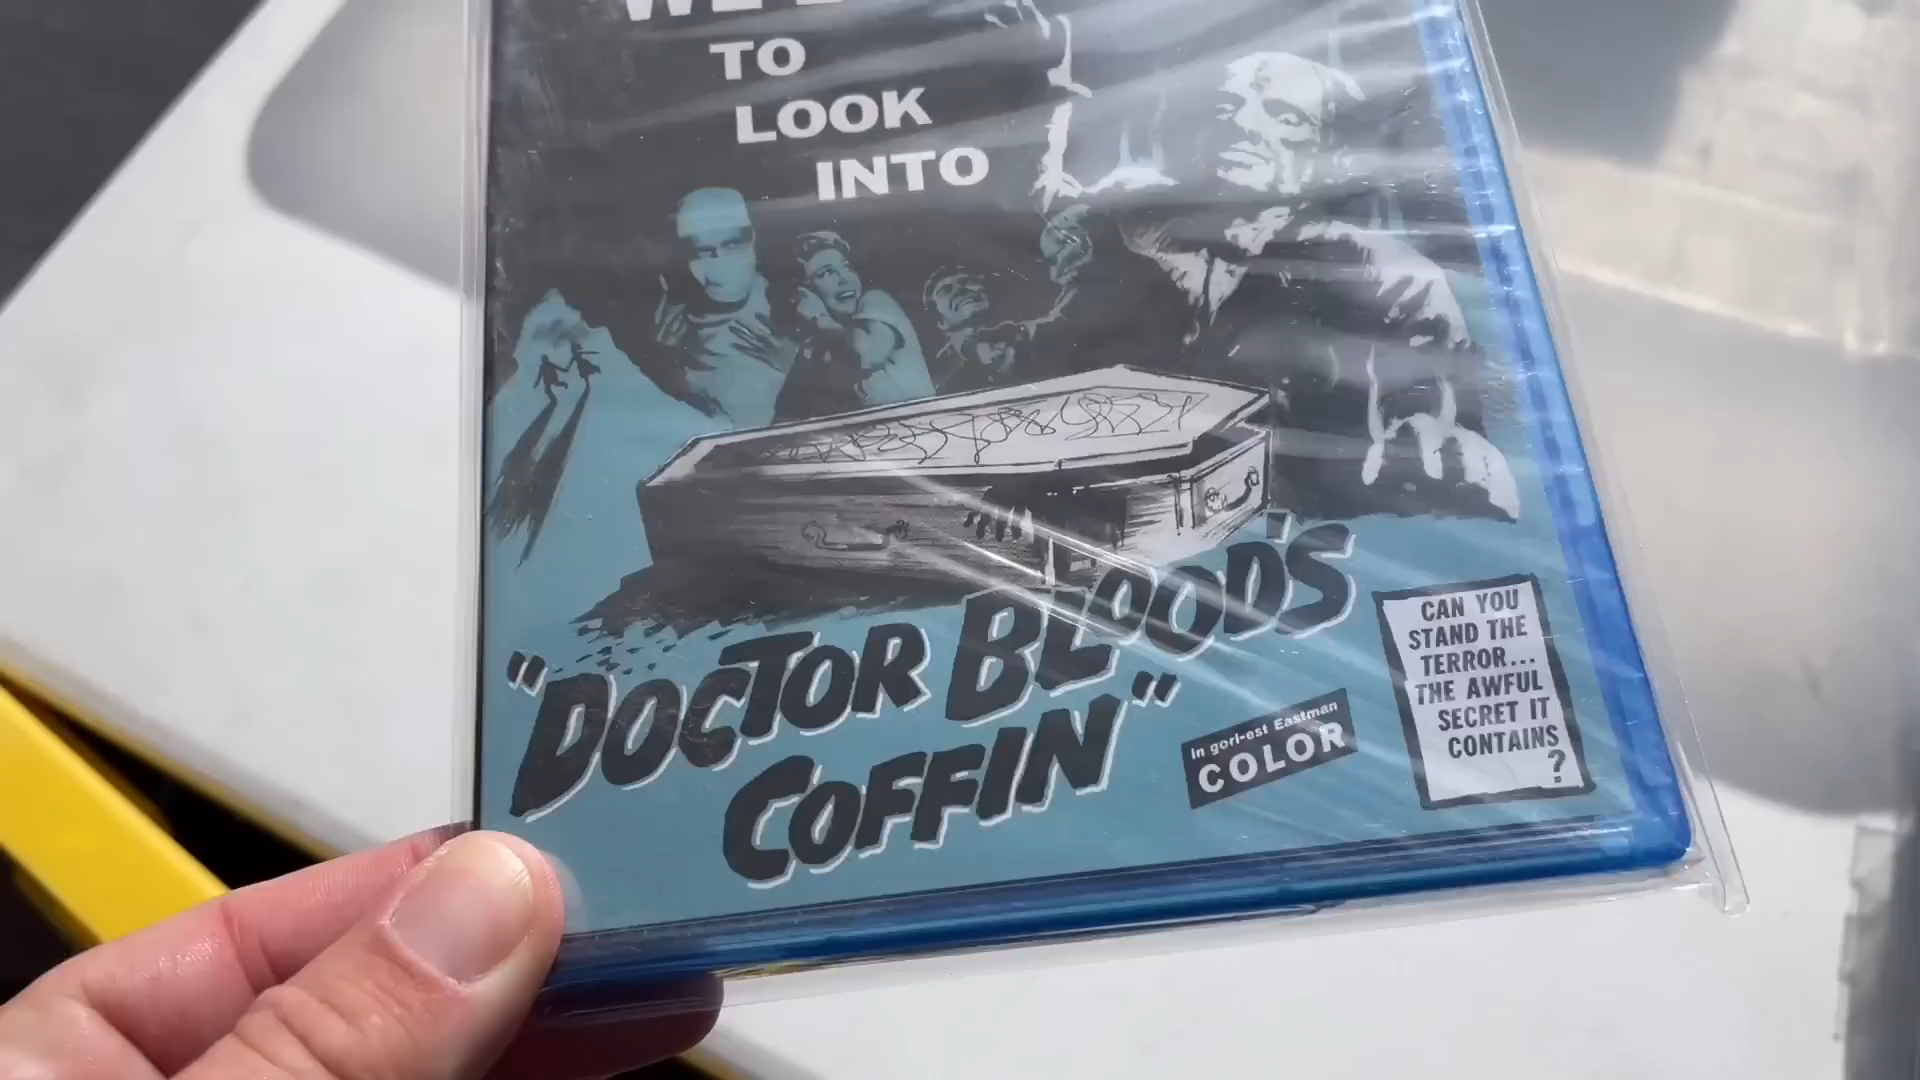 TO
LOOK
INTO
"DOCTOR BLOOD'S
COFFIN"
in gori-est Eastman
COLOR
CAN YOU
STAND THE
TERROR...
THE AWFUL
SECRET IT
CONTAINS
?